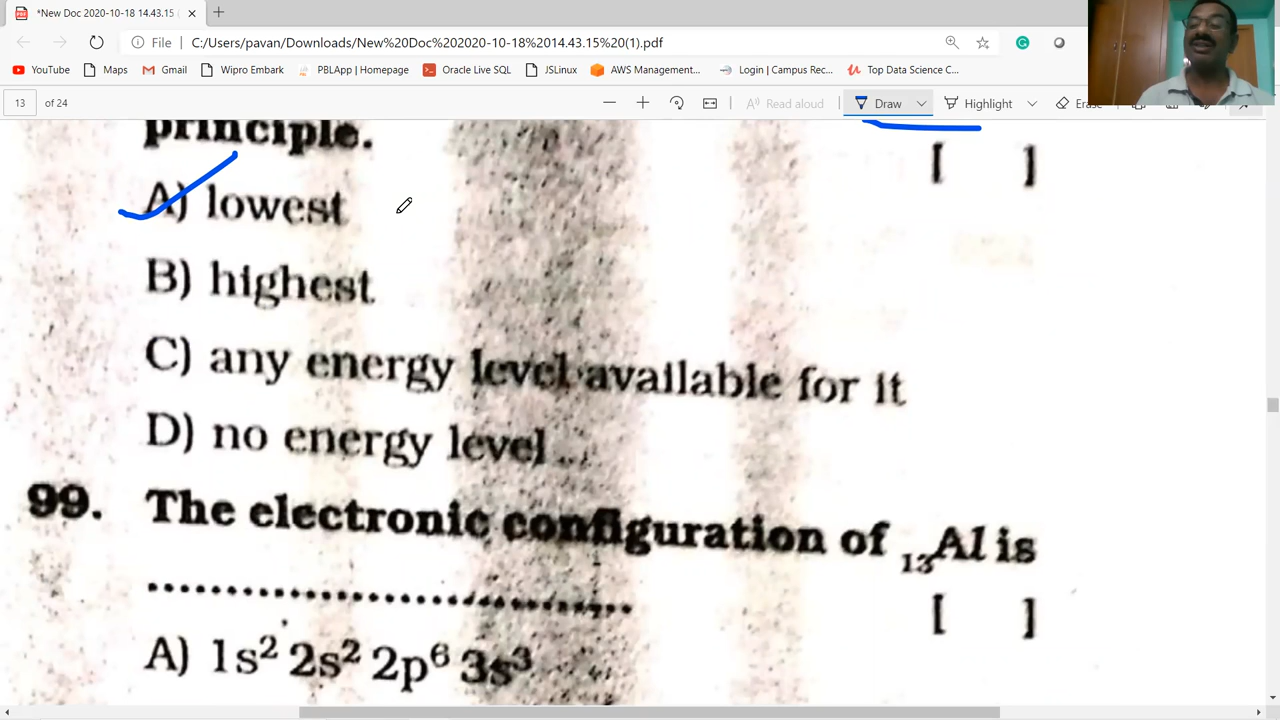 *New Doc 2020-10-18 14.43.15 (
File C:/Users/pavan/Downloads/New%20Doc%202020-10-18%2014.43.15%20(1).pdf
YouTube Maps Gmail Wipro Embark PBLApp | Homepage Oracle Live SQL JSLinux AWS Management... Login | Campus Rec... Top Data Science C...
13 of 24 Read aloud Draw Highlight Erase
principle.
[ ]
A) lowest
B) highest
C) any energy level available for it
D) no energy level ...
99. The electronic configuration of ₁₃Al is
................................... [ ]
A) 1s² 2s² 2p⁶ 3s³